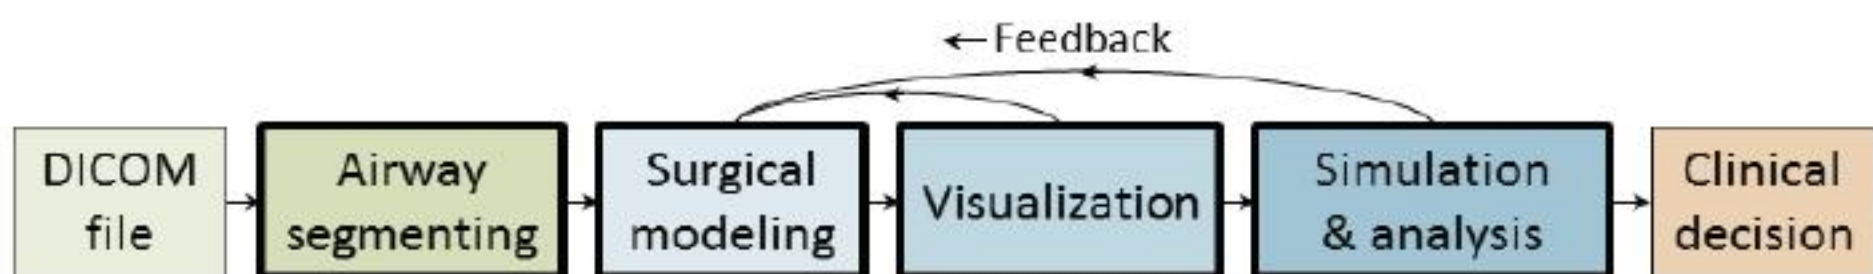 ← Feedback
DICOM
file
Airway
segmenting
Surgical
modeling
Visualization
Simulation
& analysis
Clinical
decision